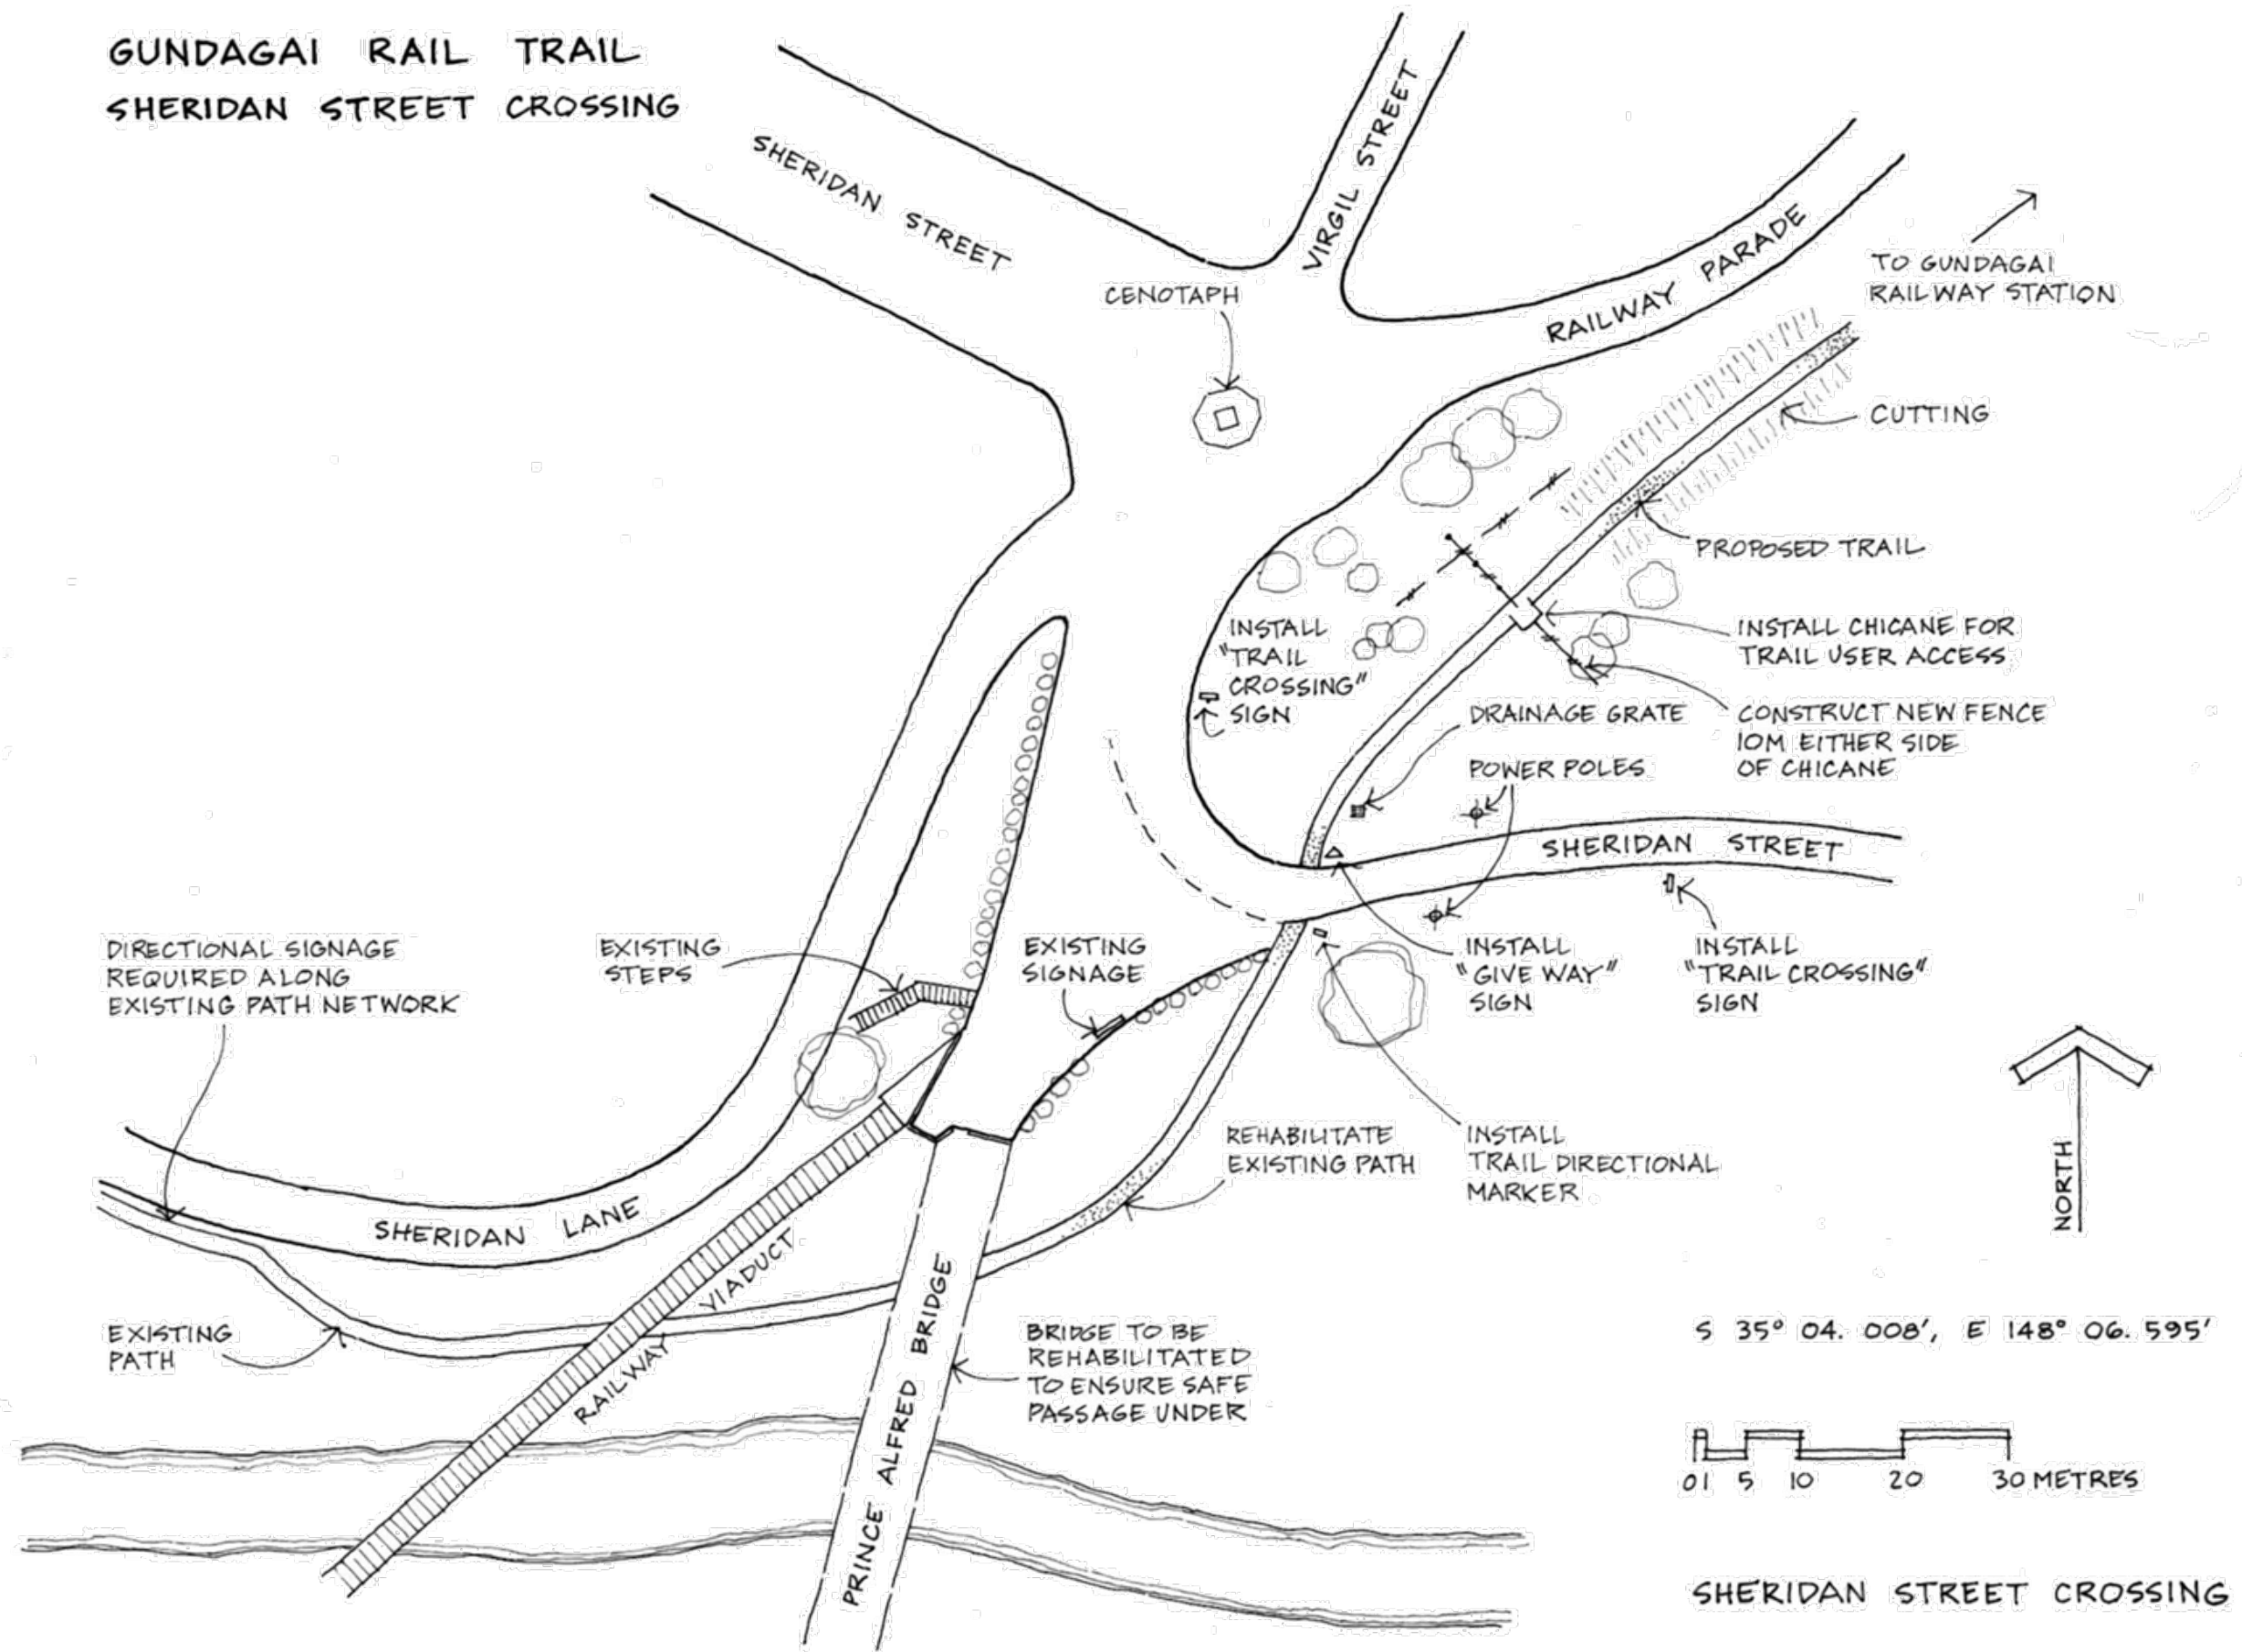 GUNDAGAI RAIL TRAIL
SHERIDAN STREET CROSSING
SHERIDAN STREET
VIRGIL STREET
RAILWAY PARADE
TO GUNDAGAI
RAILWAY STATION
CENOTAPH
CUTTING
PROPOSED TRAIL
INSTALL
"TRAIL
CROSSING"
SIGN
INSTALL CHICANE FOR
TRAIL USER ACCESS
DRAINAGE GRATE
CONSTRUCT NEW FENCE
10M EITHER SIDE
OF CHICANE
POWER POLES
SHERIDAN STREET
DIRECTIONAL SIGNAGE
REQUIRED ALONG
EXISTING PATH NETWORK
EXISTING
STEPS
EXISTING
SIGNAGE
INSTALL
"GIVE WAY"
SIGN
INSTALL
"TRAIL CROSSING"
SIGN
REHABILITATE
EXISTING PATH
INSTALL
TRAIL DIRECTIONAL
MARKER
NORTH
SHERIDAN LANE
RAILWAY VIADUCT
EXISTING
PATH
PRINCE ALFRED BRIDGE
BRIDGE TO BE
REHABILITATED
TO ENSURE SAFE
PASSAGE UNDER
S 35° 04. 008', E 148° 06. 595'
0 1 5 10 20 30 METRES
SHERIDAN STREET CROSSING